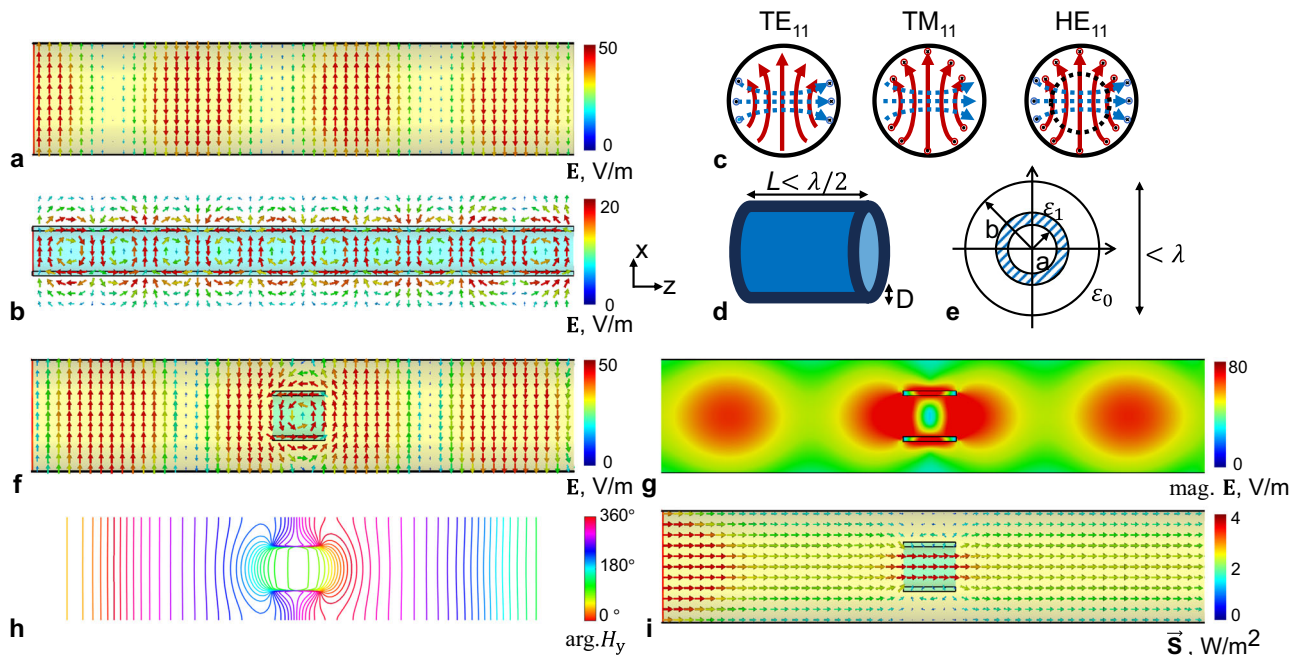 50
0
a
E, V/m
TE11
TM11
HE11
c
20
0
b
E, V/m
x
z
L < λ/2
D
d
ε1
b
a
ε0
< λ
e
50
0
f
E, V/m
80
0
g
mag. E, V/m
360°
180°
0 °
h
arg.Hy
4
2
0
i
S⃗ , W/m²